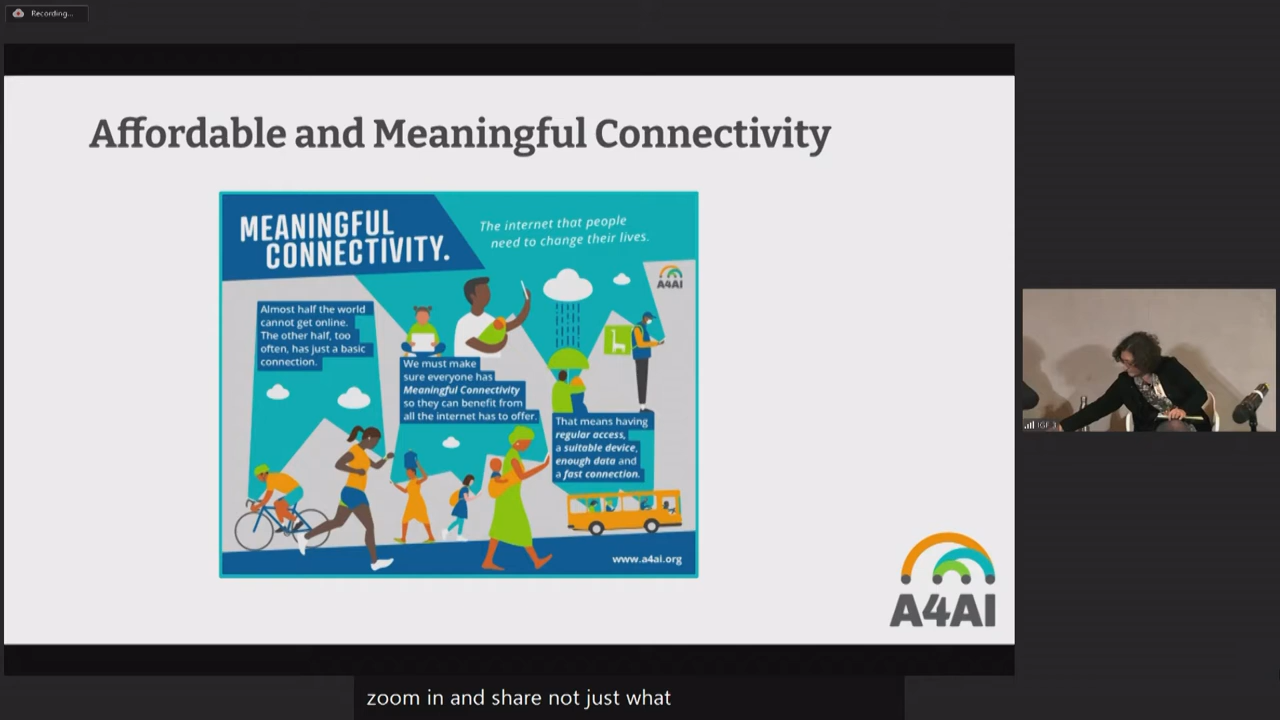 Recording...
Affordable and Meaningful Connectivity
MEANINGFUL
CONNECTIVITY.
The internet that people
need to change their lives.
A4AI
Almost half the world
cannot get online.
The other half, too
often, has just a basic
connection.
We must make
sure everyone has
Meaningful Connectivity
so they can benefit from
all the internet has to offer.
That means having
regular access,
a suitable device,
enough data and
a fast connection.
www.a4ai.org
A4AI
IGF 3
zoom in and share not just what